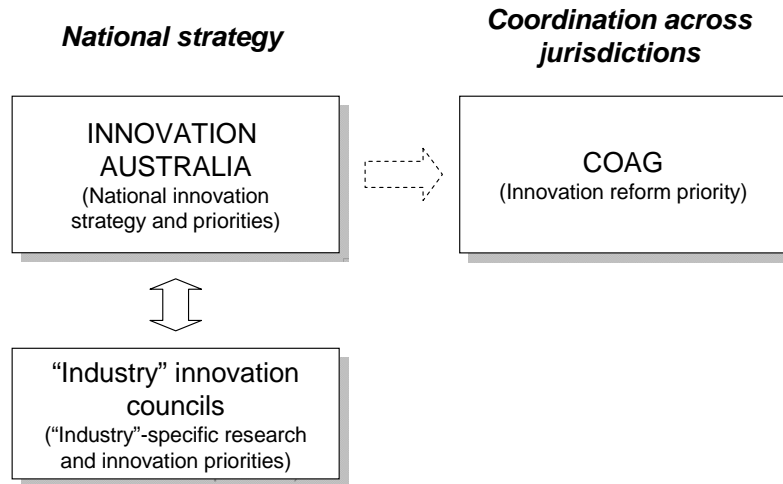 National strategy
INNOVATION
AUSTRALIA
(National innovation
strategy and priorities)
“Industry” innovation
councils
(“Industry”-specific research
and innovation priorities)
Coordination across
jurisdictions
COAG
(Innovation reform priority)